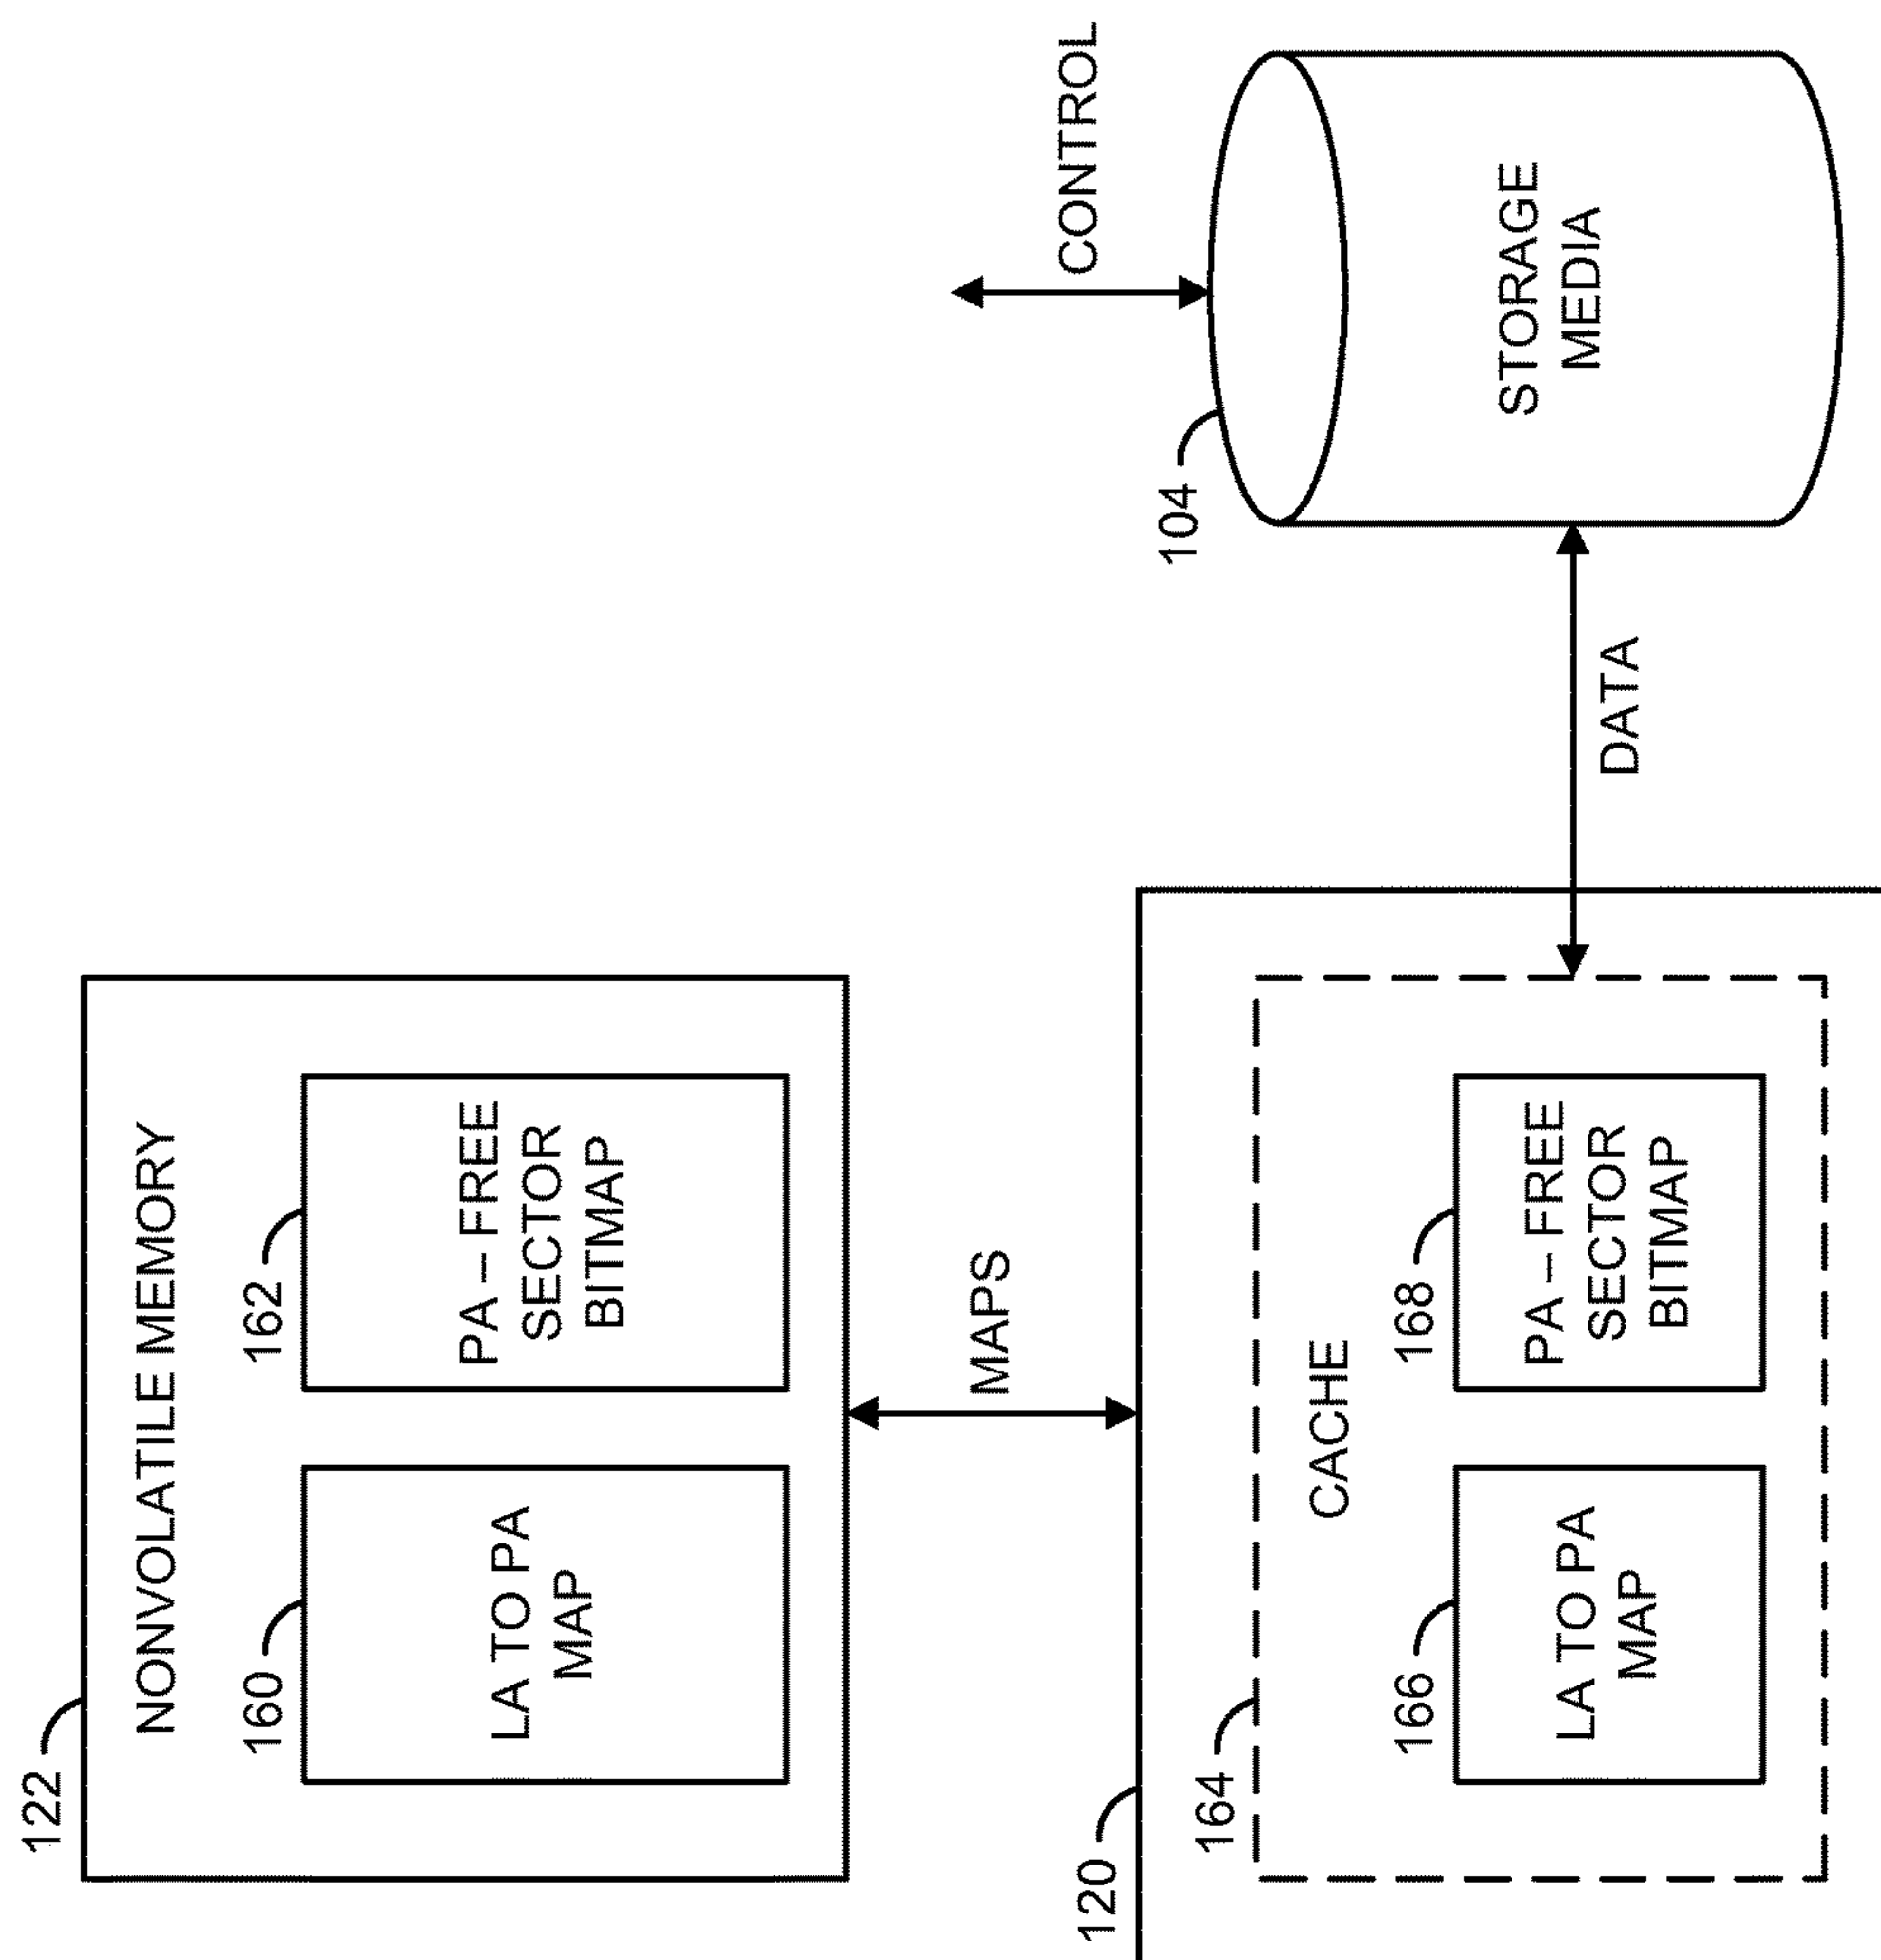 122
NONVOLATILE MEMORY
160
LA TO PA
MAP
162
PA – FREE
SECTOR
BITMAP
MAPS
120
164
CACHE
166
LA TO PA
MAP
168
PA – FREE
SECTOR
BITMAP
DATA
104
CONTROL
STORAGE
MEDIA